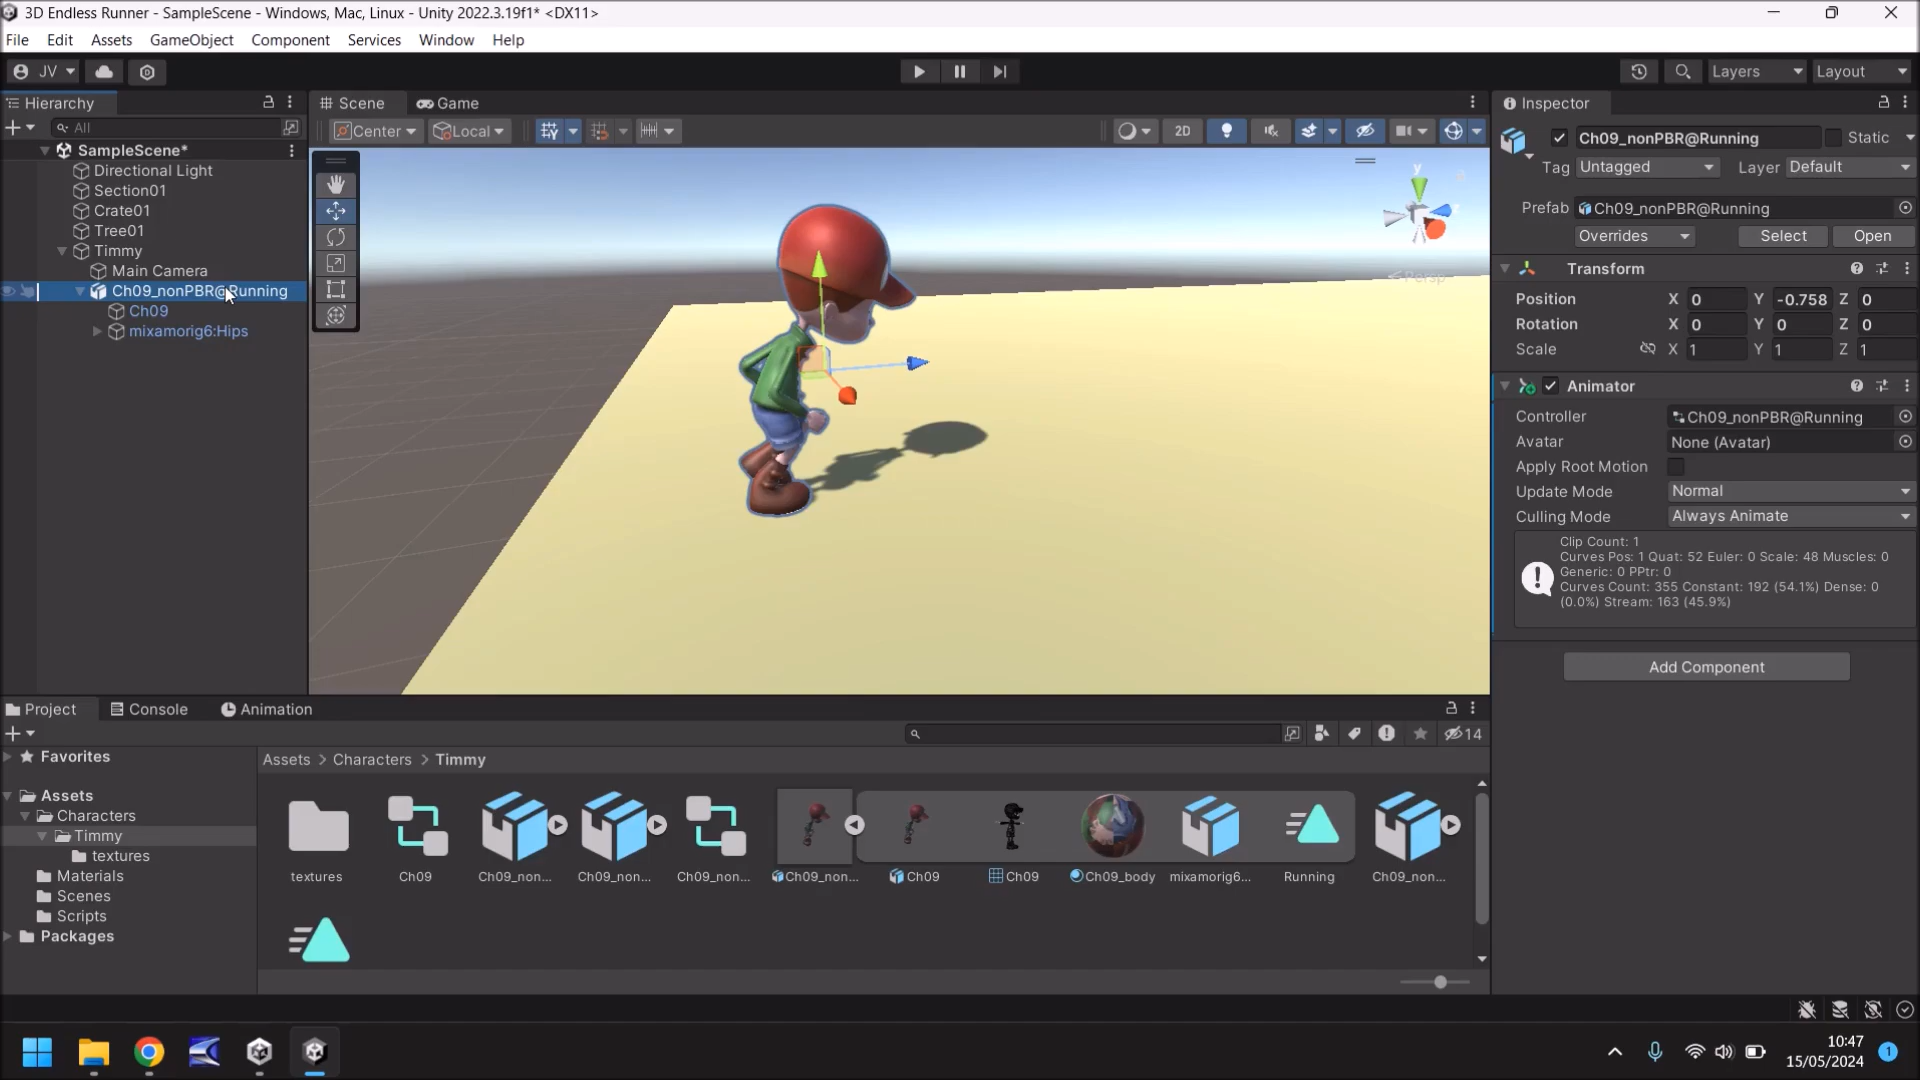 3D Endless Runner - SampleScene - Windows, Mac, Linux - Unity 2022.3.19f1* <DX11>
File Edit Assets GameObject Component Services Window Help
JV Layers Layout
Hierarchy
All
SampleScene*
Directional Light
Section01
Crate01
Tree01
Timmy
Main Camera
Ch09_nonPBR@Running
Ch09
mixamorig6:Hips
Scene Game
Center Local 2D
y
Persp
Inspector
Ch09_nonPBR@Running Static
Tag Untagged Layer Default
Prefab Ch09_nonPBR@Running
Overrides Select Open
Transform
Position X 0 Y -0.758 Z 0
Rotation X 0 Y 0 Z 0
Scale X 1 Y 1 Z 1
Animator
Controller Ch09_nonPBR@Running
Avatar None (Avatar)
Apply Root Motion
Update Mode Normal
Culling Mode Always Animate
Clip Count: 1
Curves Pos: 1 Quat: 52 Euler: 0 Scale: 48 Muscles: 0
Generic: 0 PPtr: 0
Curves Count: 355 Constant: 192 (54.1%) Dense: 0
(0.0%) Stream: 163 (45.9%)
Add Component
Project Console Animation
14
Favorites
Assets
Characters
Timmy
textures
Materials
Scenes
Scripts
Packages
Assets > Characters > Timmy
textures Ch09 Ch09_non... Ch09_non... Ch09_non... Ch09_non... Ch09 Ch09 Ch09_body mixamorig6... Running Ch09_non...
10:47
15/05/2024
1